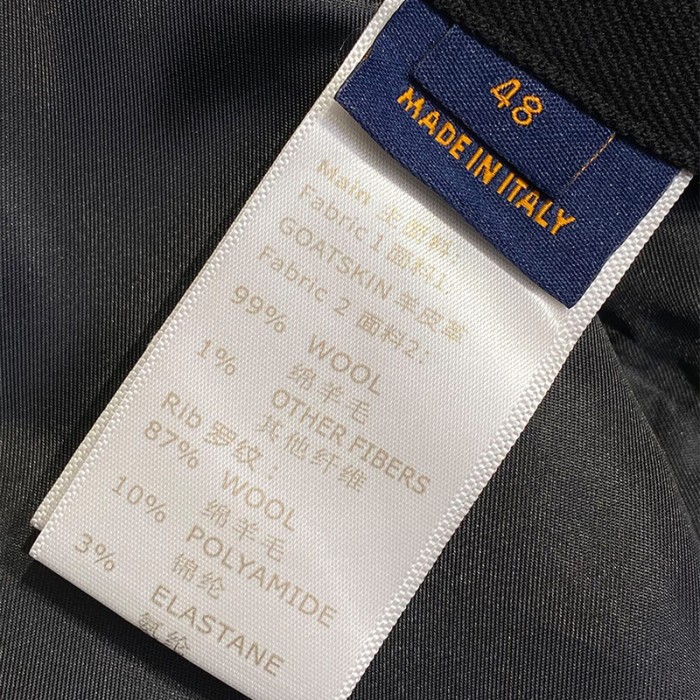 48
MADE IN ITALY
Main 主面料:
Fabric 1 面料1:
GOATSKIN 羊皮革
Fabric 2 面料2:
99% WOOL
绵羊毛
1% OTHER FIBERS
其他纤维
Rib 罗纹:
87% WOOL
绵羊毛
10% POLYAMIDE
锦纶
3% ELASTANE
氨纶